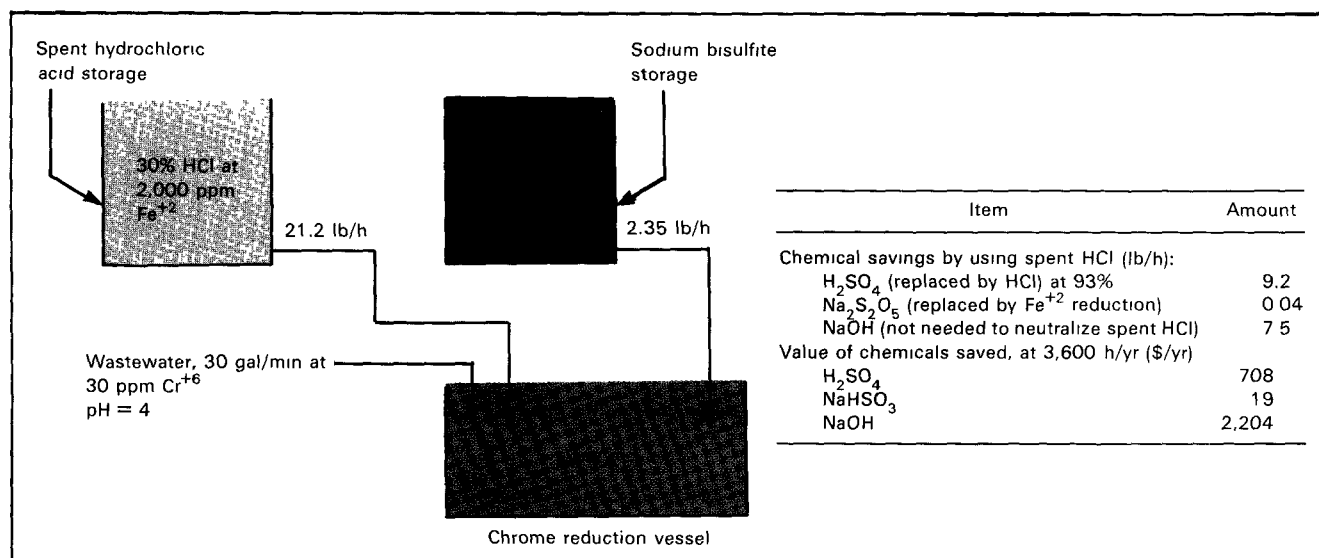 Spent hydrochloric
acid storage
Sodium bisulfite
storage
30% HCl at
2,000 ppm
Fe+2
21.2 lb/h
2.35 lb/h
Wastewater, 30 gal/min at
30 ppm Cr+6
pH = 4
Chrome reduction vessel
Item Amount
Chemical savings by using spent HCl (lb/h):
H2SO4 (replaced by HCl) at 93% 9.2
Na2S2O5 (replaced by Fe+2 reduction) 0 04
NaOH (not needed to neutralize spent HCl) 7 5
Value of chemicals saved, at 3,600 h/yr ($/yr)
H2SO4 708
NaHSO3 19
NaOH 2,204